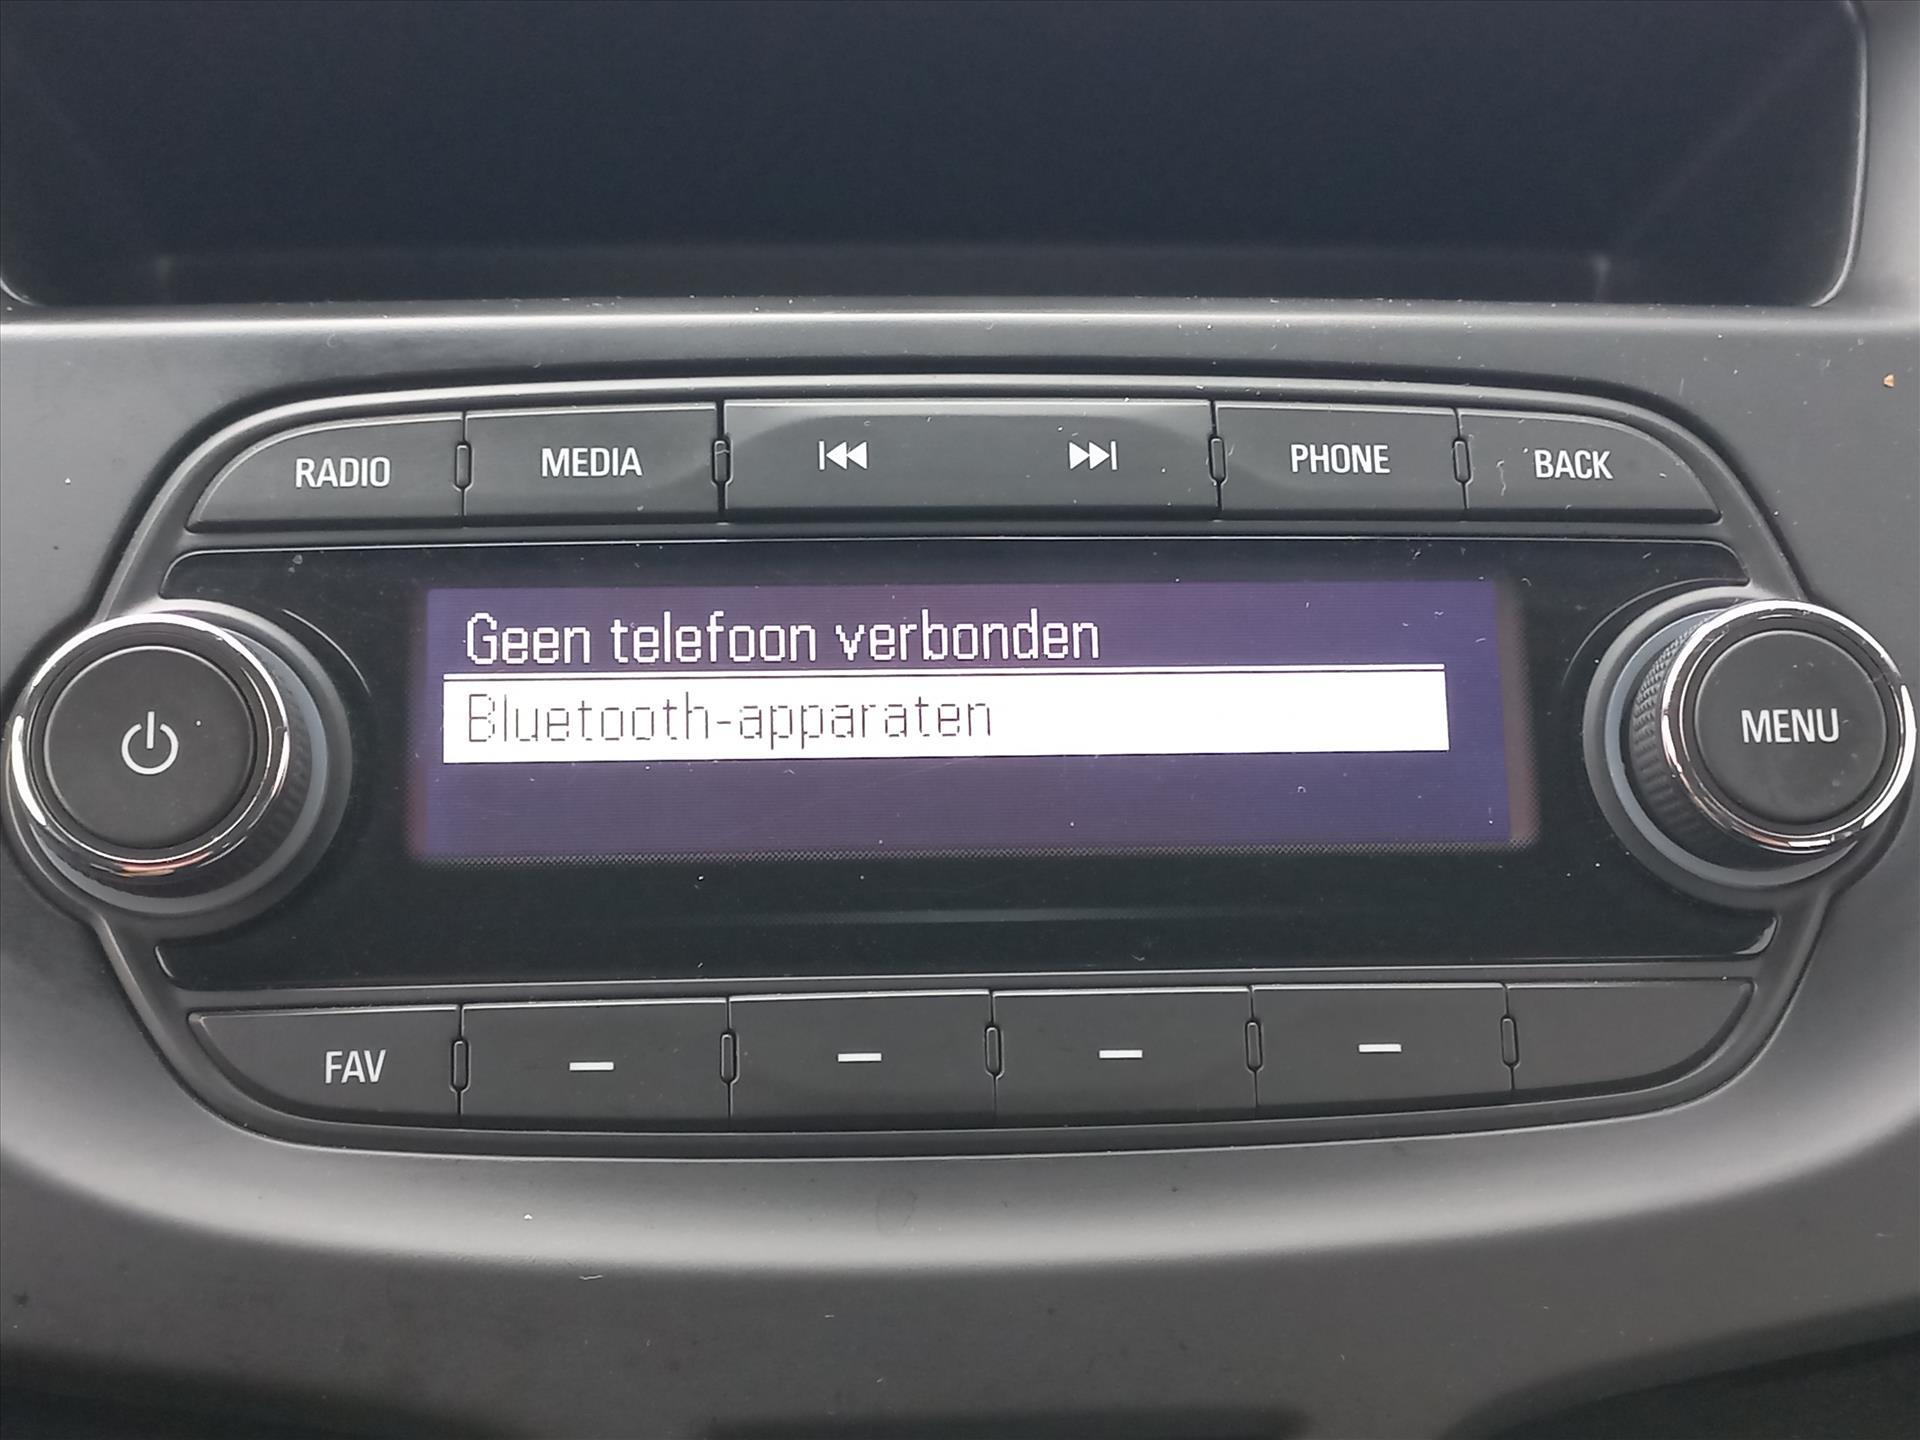 RADIO MEDIA PHONE BACK
Geen telefoon verbonden
Bluetooth-apparaten
MENU
FAV